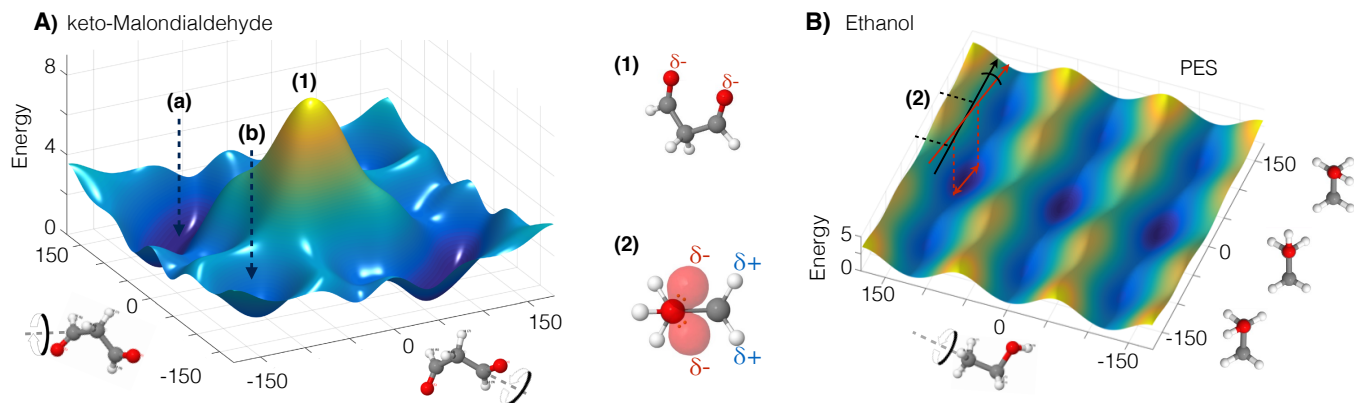 A) keto-Malondialdehyde
8
4
0
Energy
(a)
(b)
(1)
150
0
-150
-150
0
150
(1)
δ-
δ-
(2)
δ-
δ+
δ-
δ+
B) Ethanol
PES
(2)
Energy
5
0
150
0
-150
150
0
-150